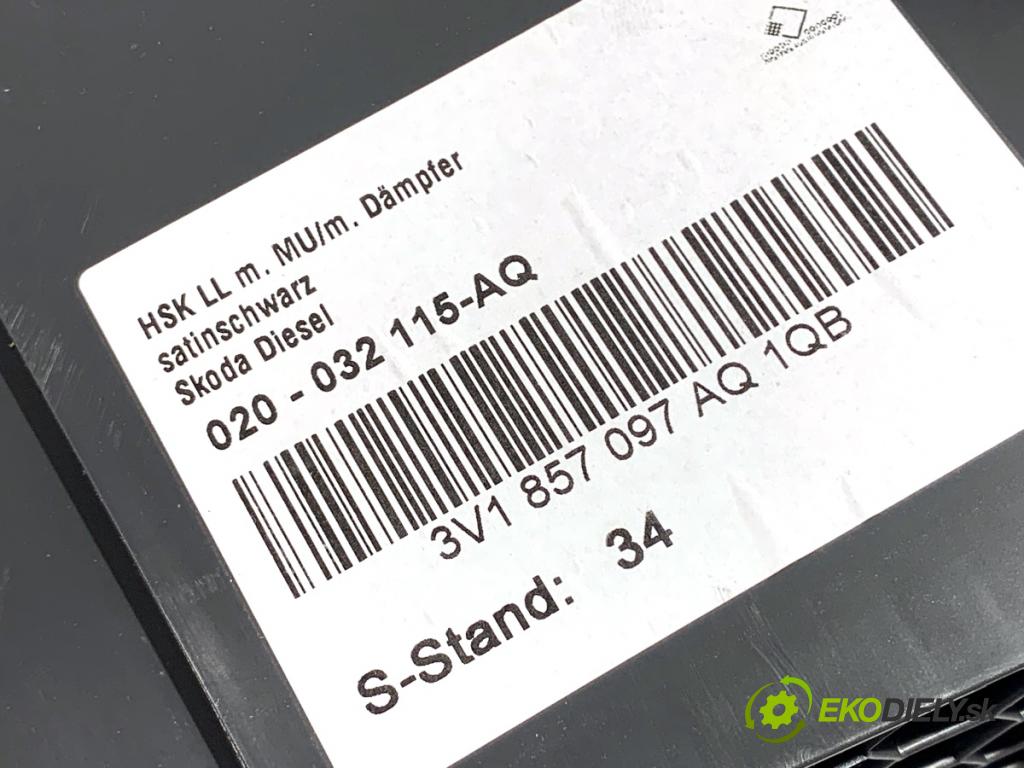 HSK LL m. MU/m. Dämpfer
satinschwarz
Skoda Diesel
020 - 032 115-AQ
3V1 857 097 AQ 1QB
S-Stand: 34
EKODIELY.sk